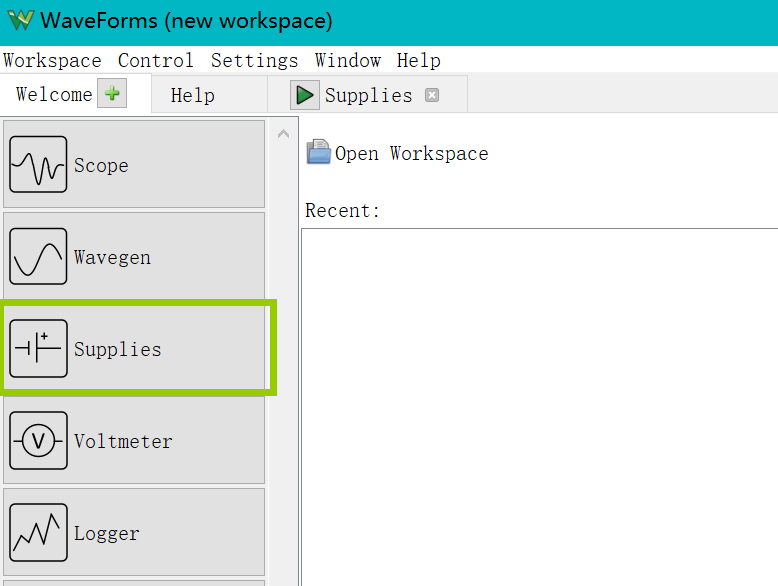 WaveForms (new workspace)
Workspace Control Settings Window Help
Welcome Help Supplies
Scope
Open Workspace
Recent:
Wavegen
Supplies
V Voltmeter
Logger